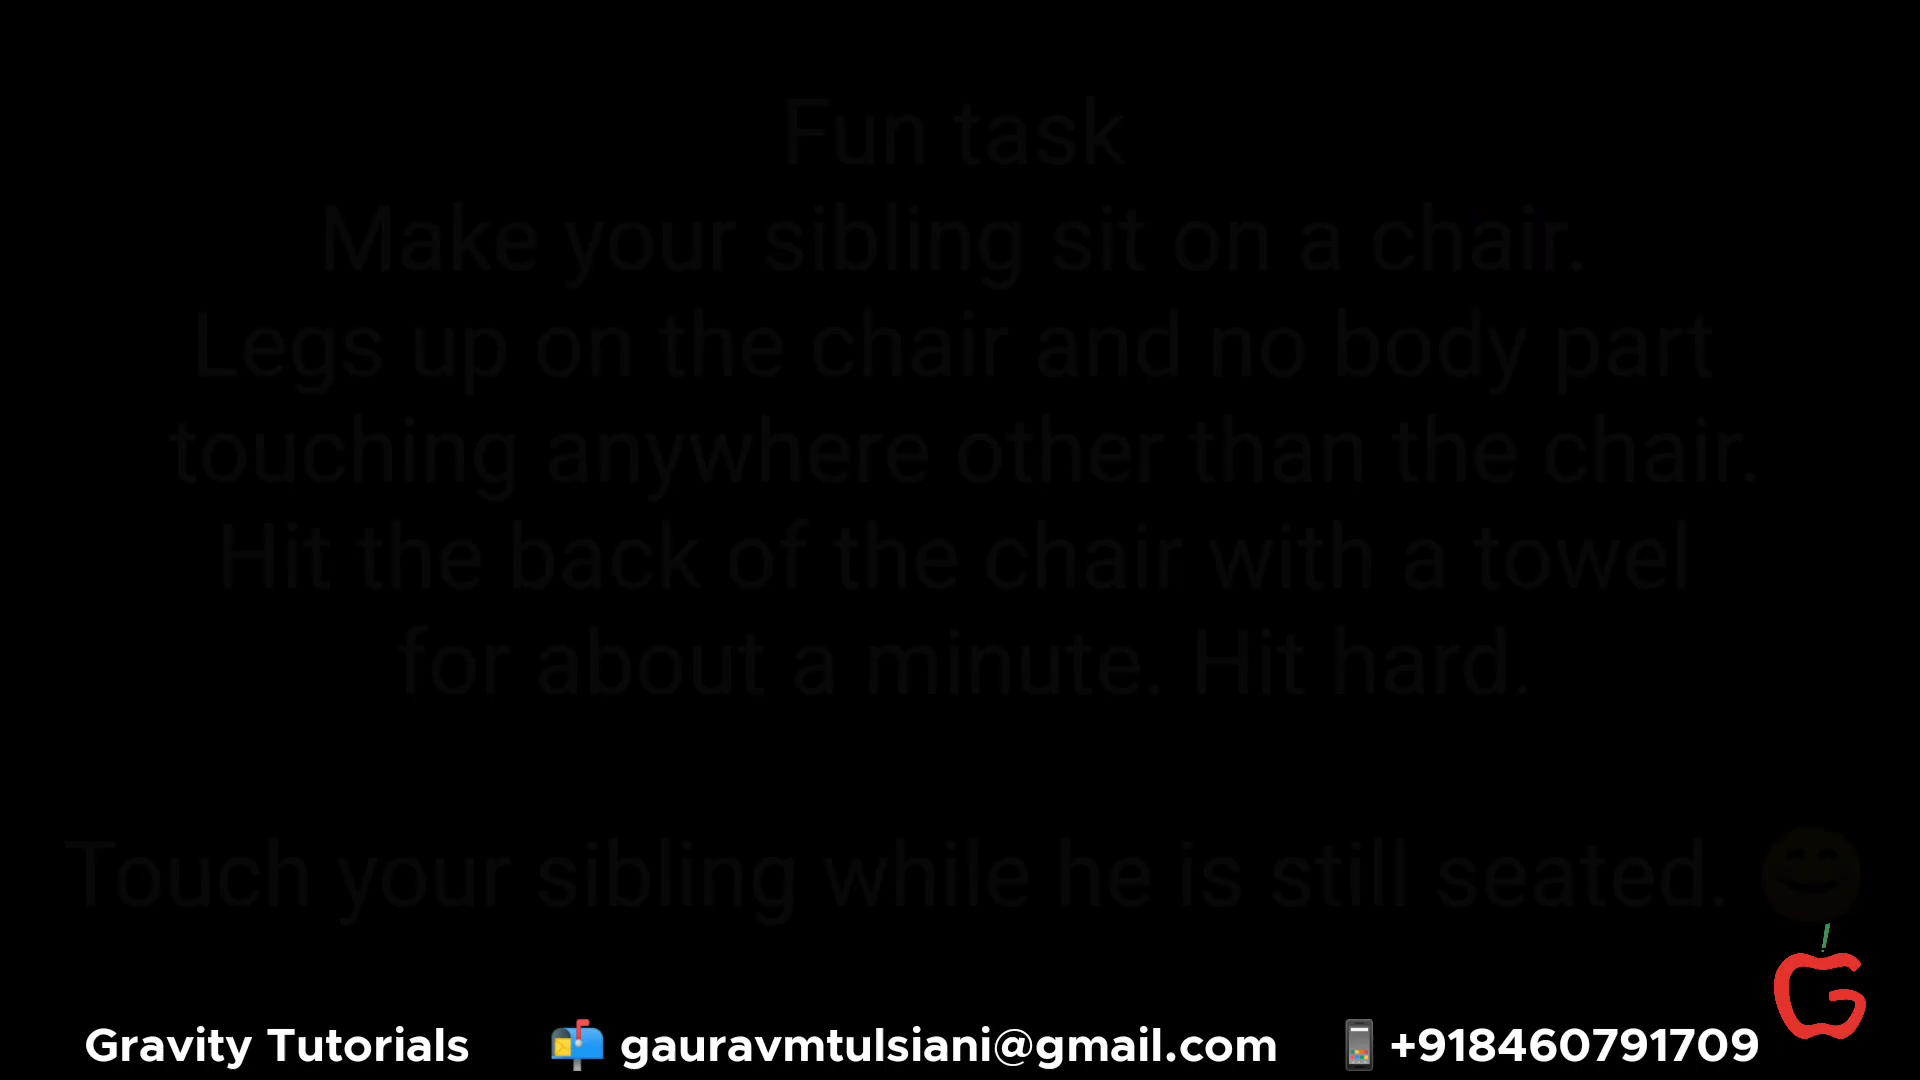 Fun task
Make your sibling sit on a chair.
Legs up on the chair and no body part
touching anywhere other than the chair.
Hit the back of the chair with a towel
for about a minute. Hit hard.
Touch your sibling while he is still seated. 😄
G
Gravity Tutorials 📬 gauravmtulsiani@gmail.com 📱 +918460791709